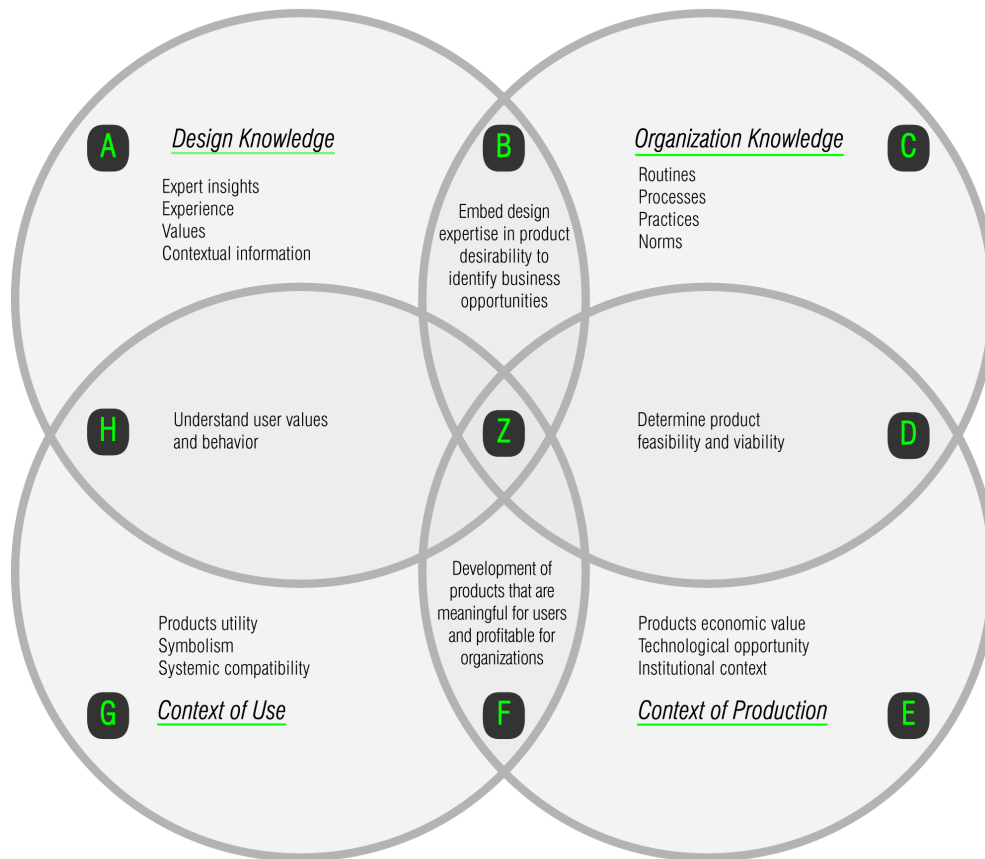 A
Design Knowledge
Expert insights
Experience
Values
Contextual information
B
Embed design
expertise in product
desirability to
identify business
opportunities
Organization Knowledge
C
Routines
Processes
Practices
Norms
H
Understand user values
and behavior
Z
Determine product
feasibility and viability
D
Products utility
Symbolism
Systemic compatibility
G
Context of Use
Development of
products that are
meaningful for users
and profitable for
organizations
F
Products economic value
Technological opportunity
Institutional context
Context of Production
E